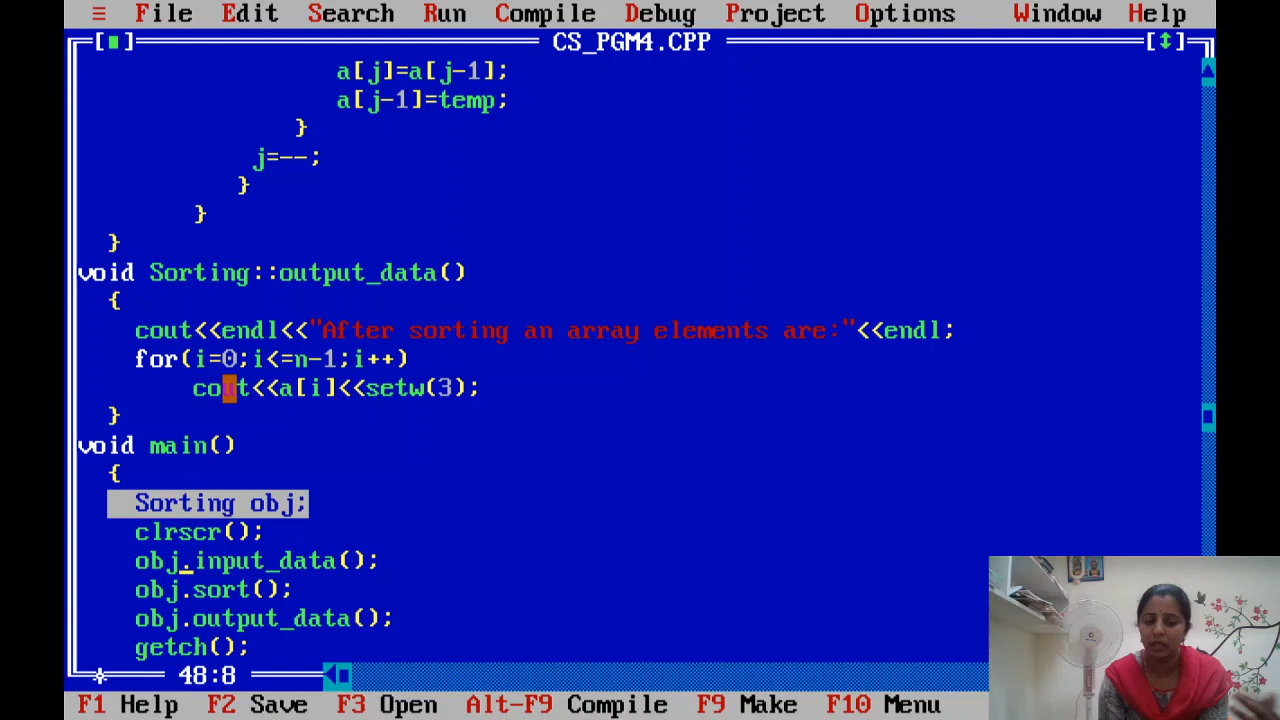 ≡ File Edit Search Run Compile Debug Project Options Window Help
[■] CS_PGM4.CPP [↕]
a[j]=a[j-1];
a[j-1]=temp;
}
j=--;
}
}
}
void Sorting::output_data()
{
cout<<endl<<"After sorting an array elements are:"<<endl;
for(i=0;i<=n-1;i++)
cout<<a[i]<<setw(3);
}
void main()
{
Sorting obj;
clrscr();
obj.input_data();
obj.sort();
obj.output_data();
getch();
48:8
F1 Help F2 Save F3 Open Alt-F9 Compile F9 Make F10 Menu